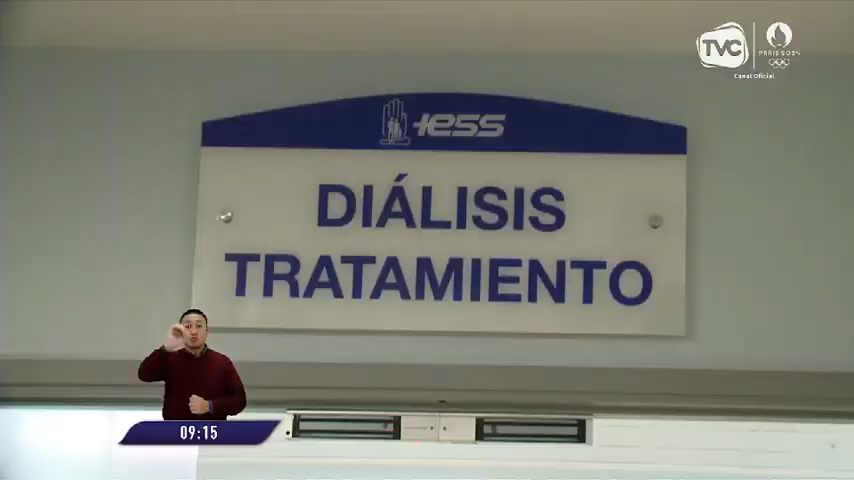 TVC
PARIS 2024
Canal Oficial
IESS
DIÁLISIS
TRATAMIENTO
09:15